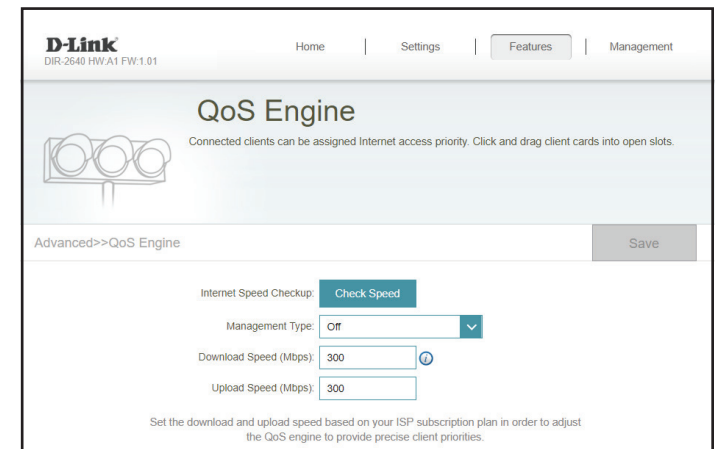 D-Link
DIR-2640 HW:A1 FW:1.01
Home | Settings | Features | Management
QoS Engine
Connected clients can be assigned Internet access priority. Click and drag client cards into open slots.
Advanced>>QoS Engine
Save
Internet Speed Checkup: Check Speed
Management Type: Off
Download Speed (Mbps): 300 i
Upload Speed (Mbps): 300
Set the download and upload speed based on your ISP subscription plan in order to adjust
the QoS engine to provide precise client priorities.